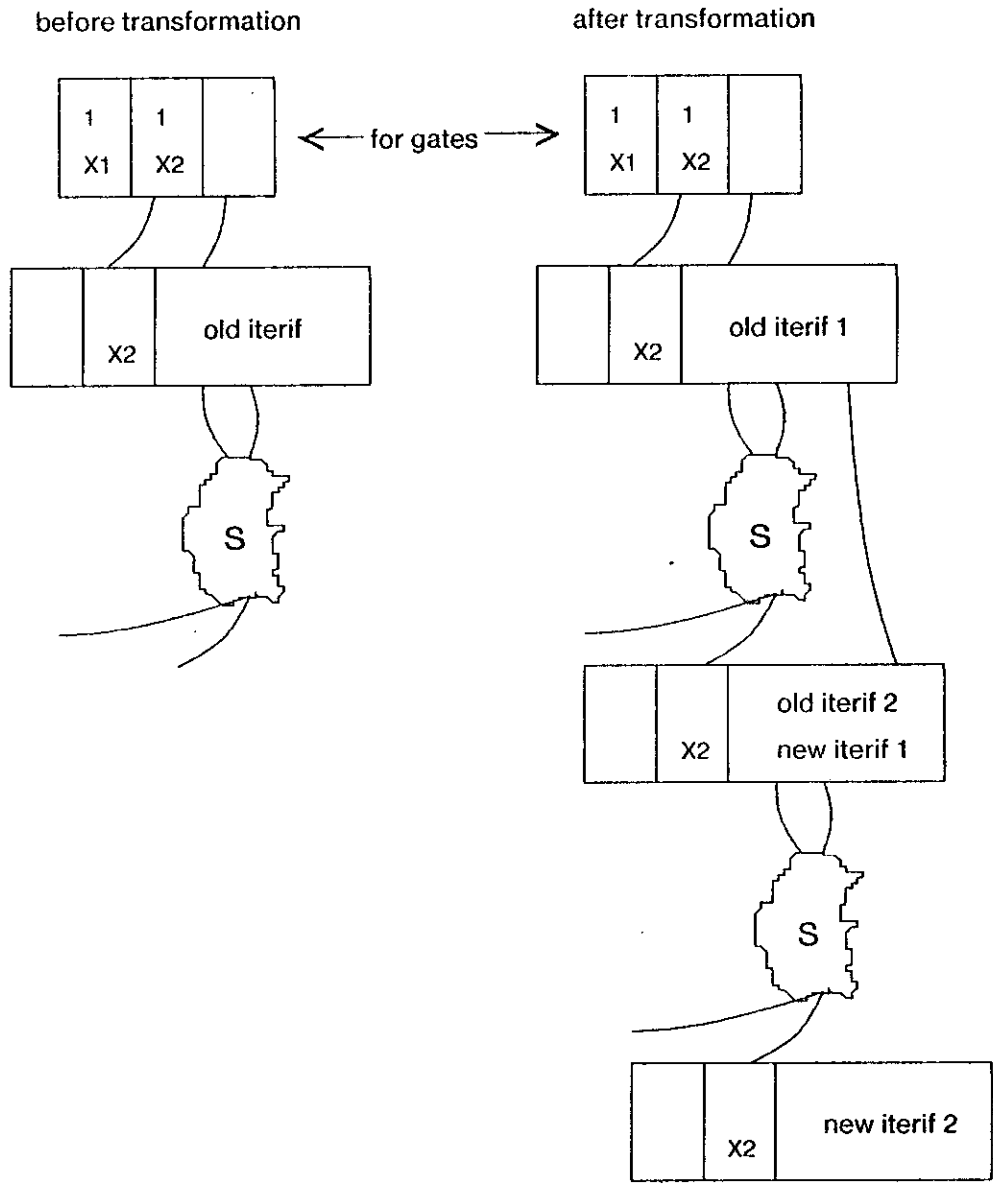 before transformation
after transformation
1 1
X1 X2
for gates
1 1
X1 X2
X2
old iterif
X2
old iterif 1
S
S
X2
old iterif 2
new iterif 1
S
X2
new iterif 2